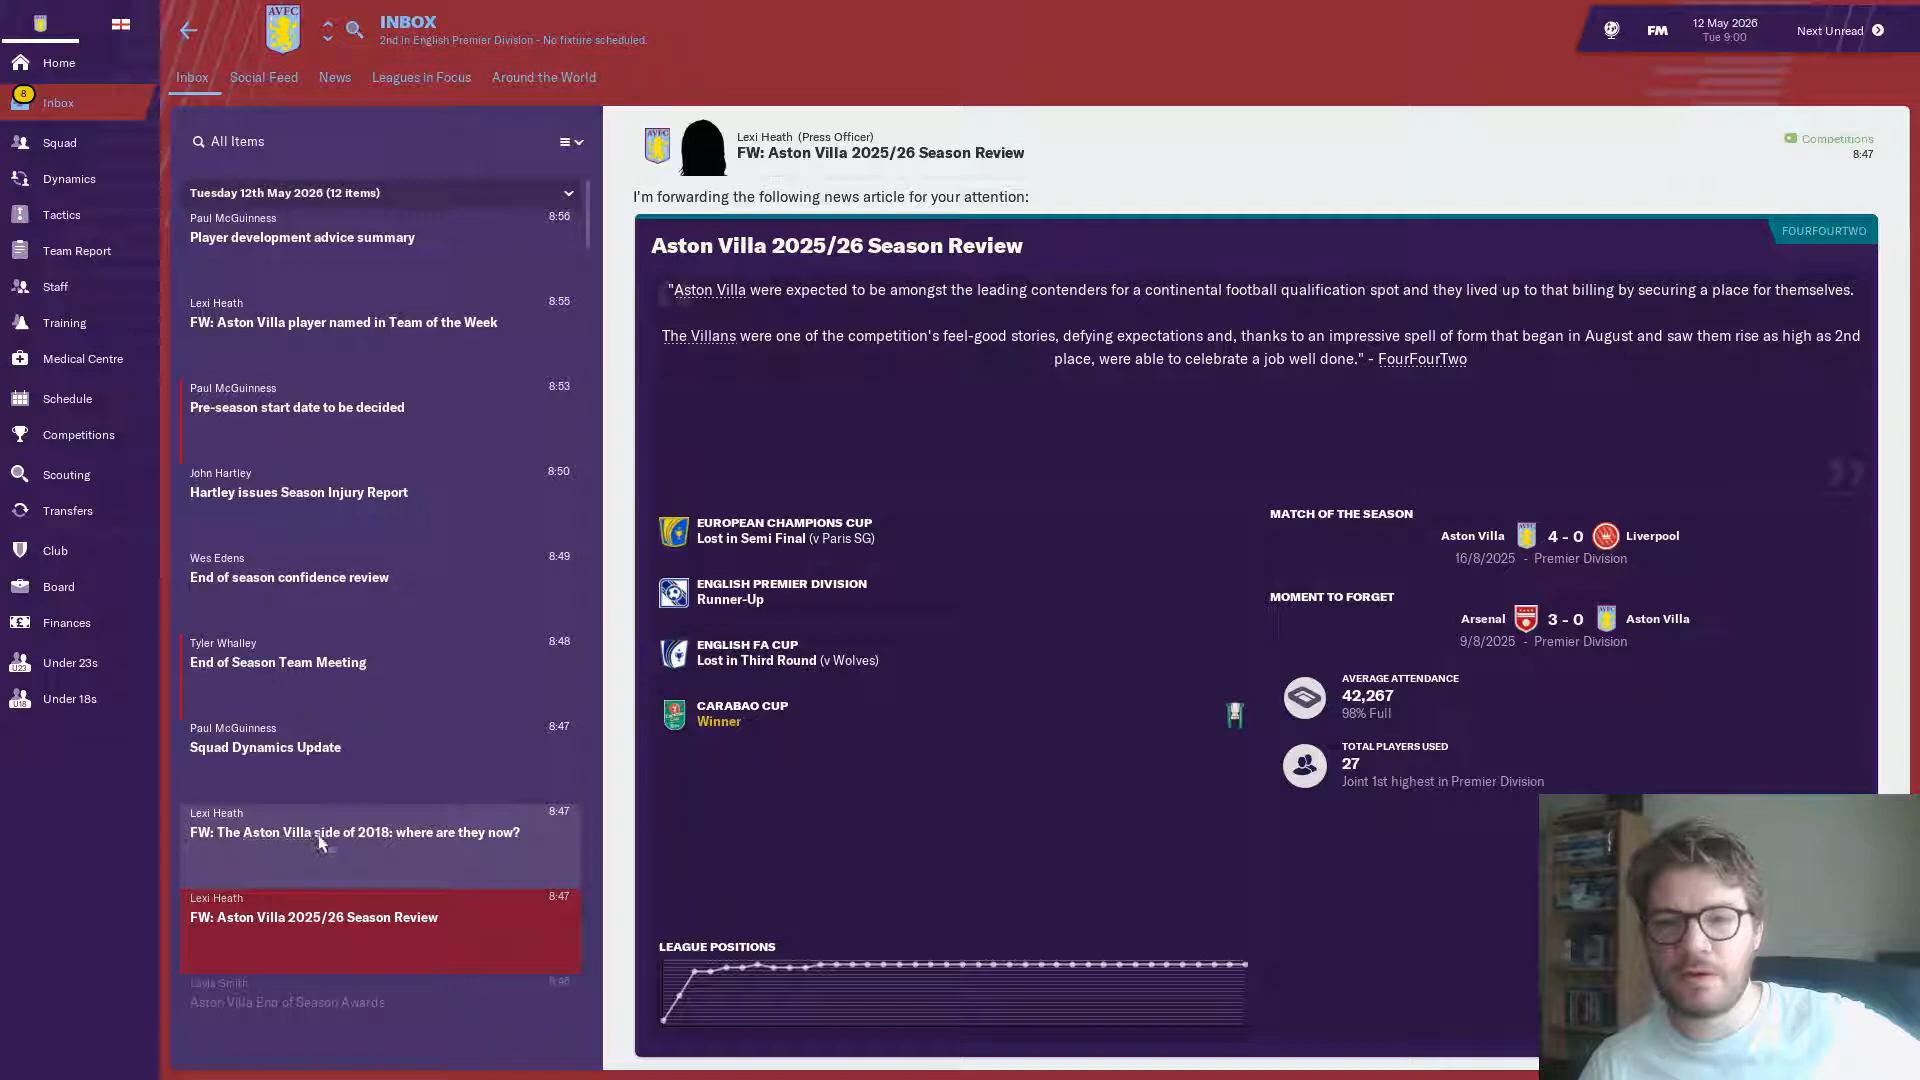 INBOX
2nd in English Premier Division - No fixture scheduled.
FM
12 May 2026
Tue 9:00
Next Unread
Inbox
Social Feed
News
Leagues in Focus
Around the World
Home
8
Inbox
Squad
Dynamics
Tactics
Team Report
Staff
Training
Medical Centre
Schedule
Competitions
Scouting
Transfers
Club
Board
Finances
U23
Under 23s
U18
Under 18s
All Items
Tuesday 12th May 2026 (12 items)
Paul McGuinness 8:56
Player development advice summary
Lexi Heath 8:55
FW: Aston Villa player named in Team of the Week
Paul McGuinness 8:53
Pre-season start date to be decided
John Hartley 8:50
Hartley issues Season Injury Report
Wes Edens 8:49
End of season confidence review
Tyler Whalley 8:48
End of Season Team Meeting
Paul McGuinness 8:47
Squad Dynamics Update
Lexi Heath 8:47
FW: The Aston Villa side of 2018: where are they now?
Lexi Heath 8:47
FW: Aston Villa 2025/26 Season Review
Layla Smith 8:46
Aston Villa End of Season Awards
AVFC
Lexi Heath (Press Officer)
FW: Aston Villa 2025/26 Season Review
Competitions
8:47
I'm forwarding the following news article for your attention:
Aston Villa 2025/26 Season Review
FOURFOURTWO
"Aston Villa were expected to be amongst the leading contenders for a continental football qualification spot and they lived up to that billing by securing a place for themselves.
The Villans were one of the competition's feel-good stories, defying expectations and, thanks to an impressive spell of form that began in August and saw them rise as high as 2nd
place, were able to celebrate a job well done." - FourFourTwo
EUROPEAN CHAMPIONS CUP
Lost in Semi Final (v Paris SG)
ENGLISH PREMIER DIVISION
Runner-Up
ENGLISH FA CUP
Lost in Third Round (v Wolves)
CARABAO CUP
Winner
MATCH OF THE SEASON
Aston Villa 4 - 0 Liverpool
16/8/2025 - Premier Division
MOMENT TO FORGET
Arsenal 3 - 0 Aston Villa
9/8/2025 - Premier Division
AVERAGE ATTENDANCE
42,267
98% Full
TOTAL PLAYERS USED
27
Joint 1st highest in Premier Division
LEAGUE POSITIONS